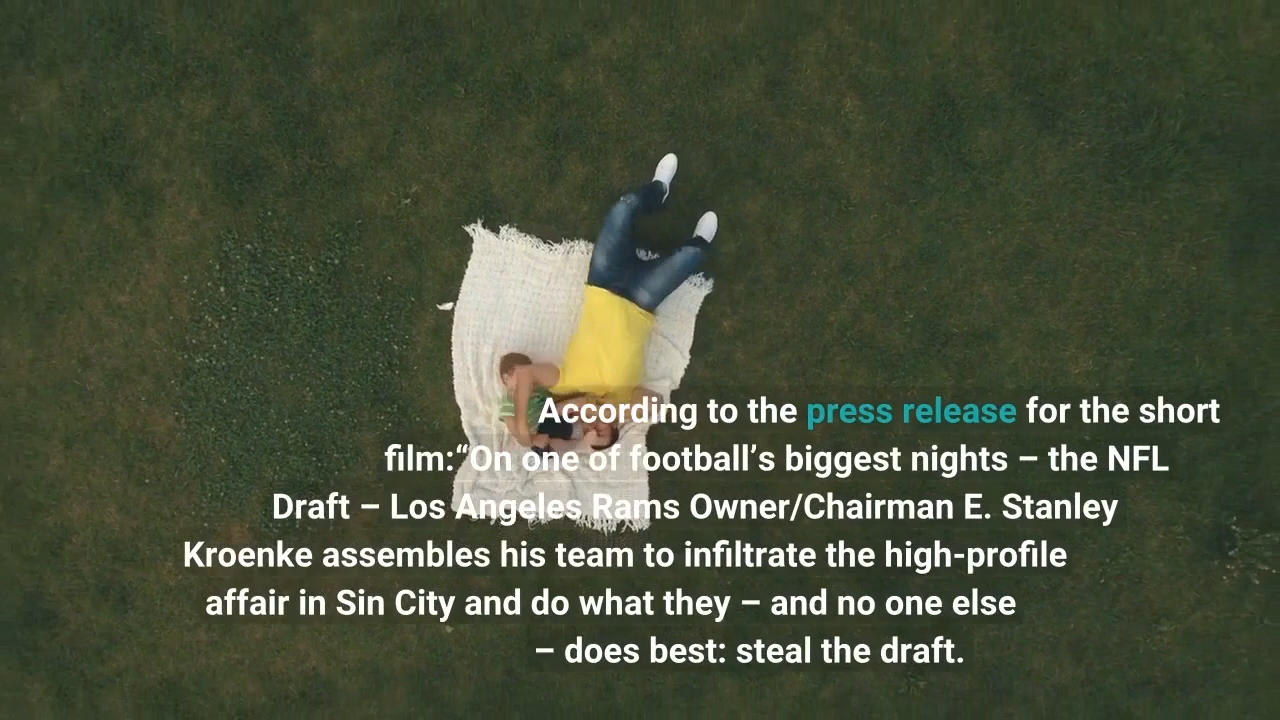 According to the press release for the short
film:“On one of football’s biggest nights – the NFL
Draft – Los Angeles Rams Owner/Chairman E. Stanley
Kroenke assembles his team to infiltrate the high-profile
affair in Sin City and do what they – and no one else
– does best: steal the draft.